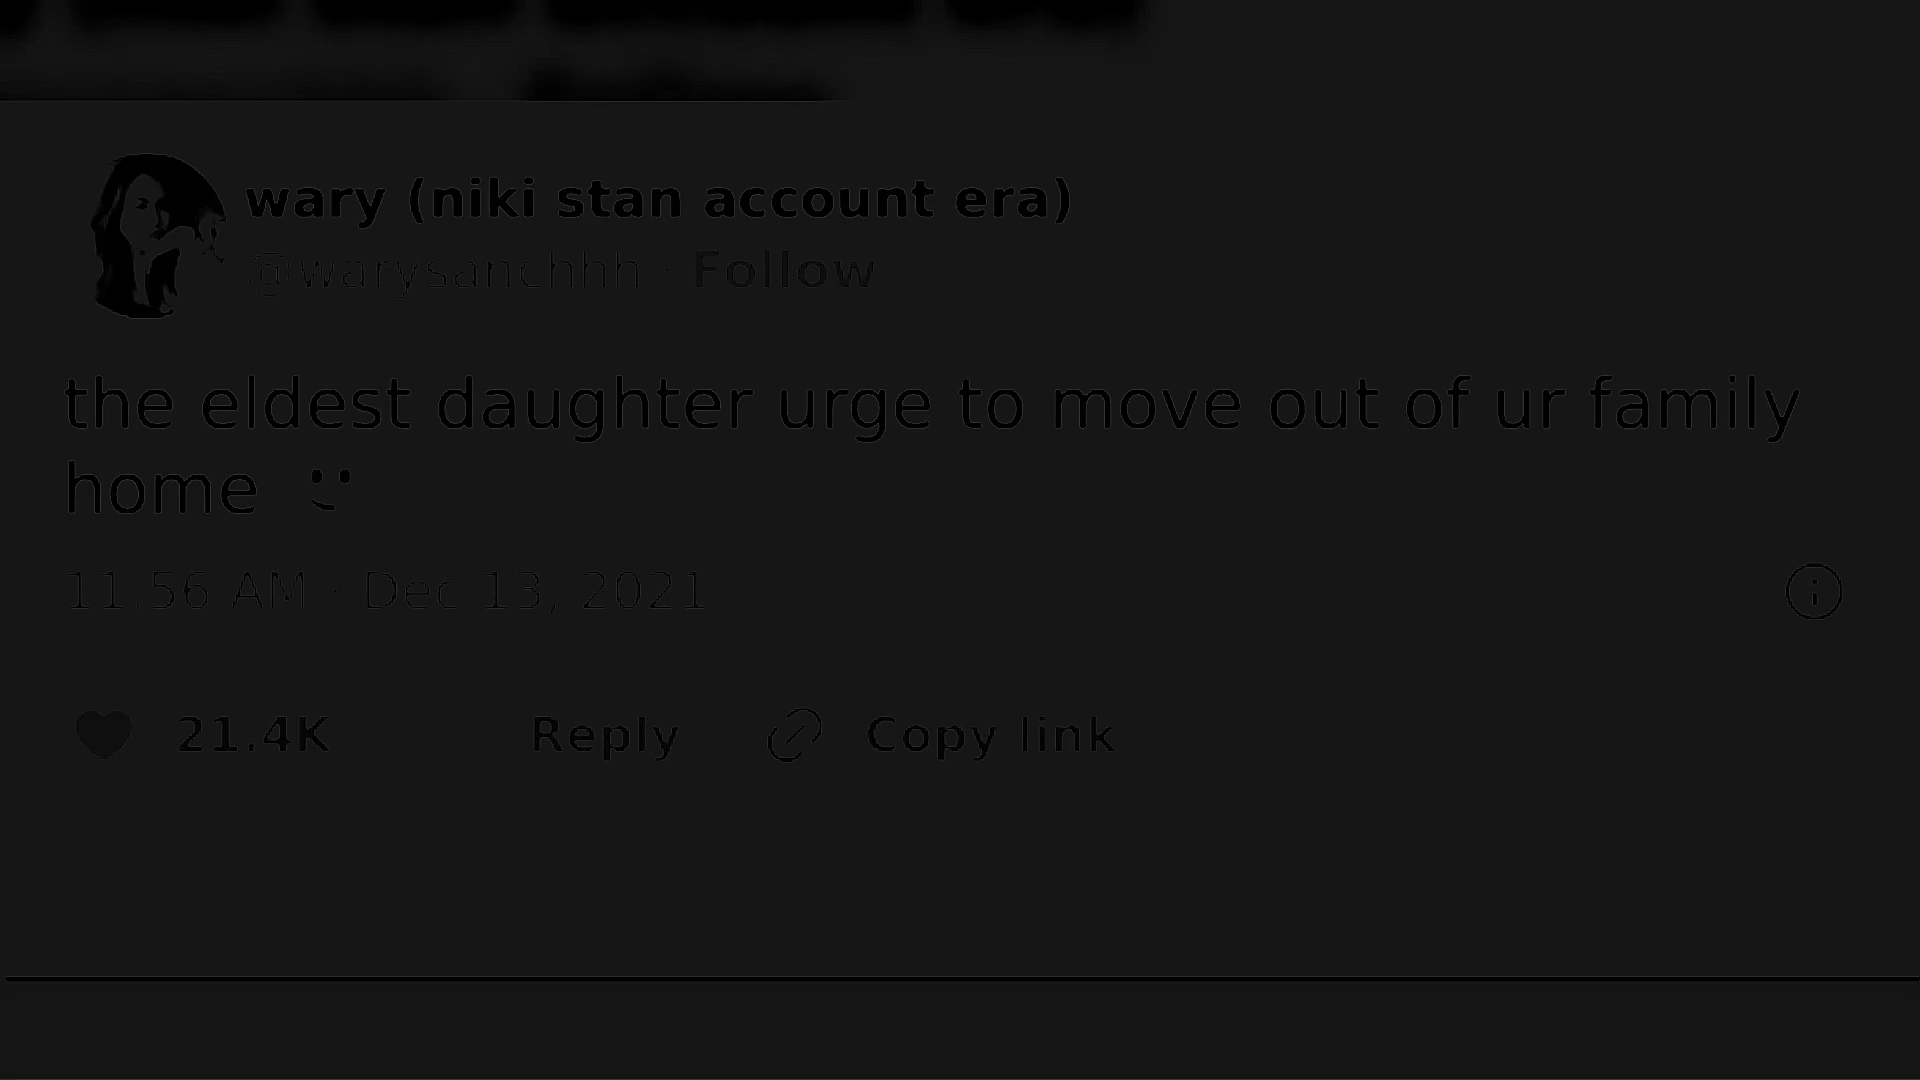 wary (niki stan account era)
@warysanchhh · Follow
the eldest daughter urge to move out of ur family
home
11:56 AM · Dec 13, 2021
21.4K
Reply
Copy link